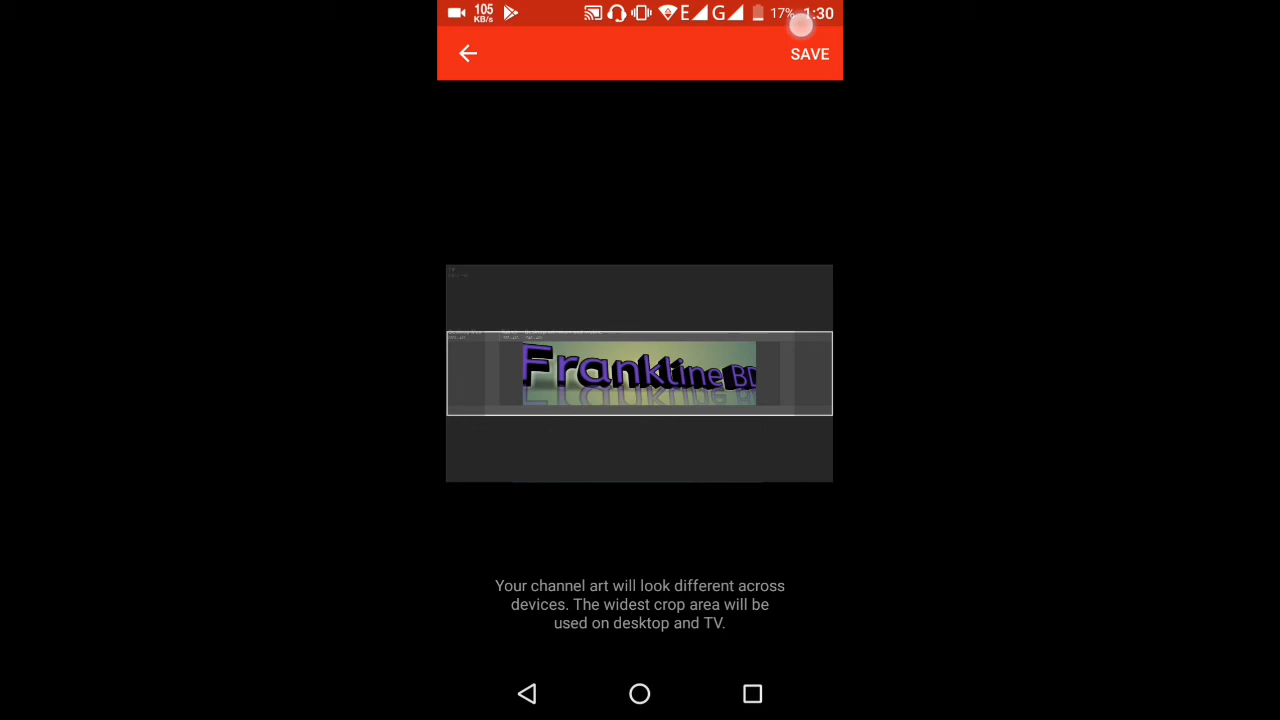 105
KB/s
E G 17% 1:30
SAVE
Frankline BD
Your channel art will look different across
devices. The widest crop area will be
used on desktop and TV.